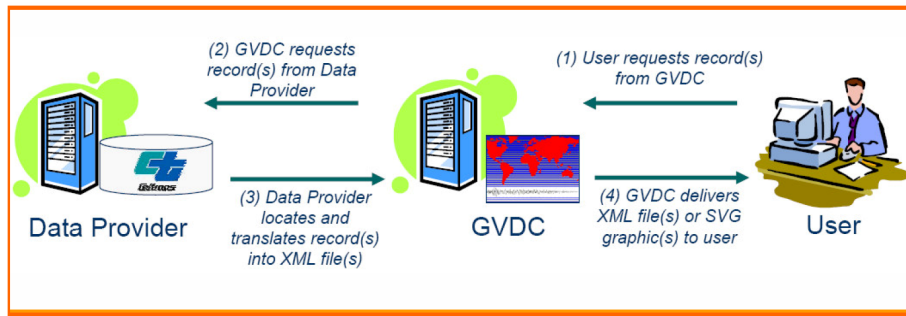 (2) GVDC requests
record(s) from Data
Provider
(1) User requests record(s)
from GVDC
Caltrans
(3) Data Provider
locates and
translates record(s)
into XML file(s)
(4) GVDC delivers
XML file(s) or SVG
graphic(s) to user
Data Provider
GVDC
User